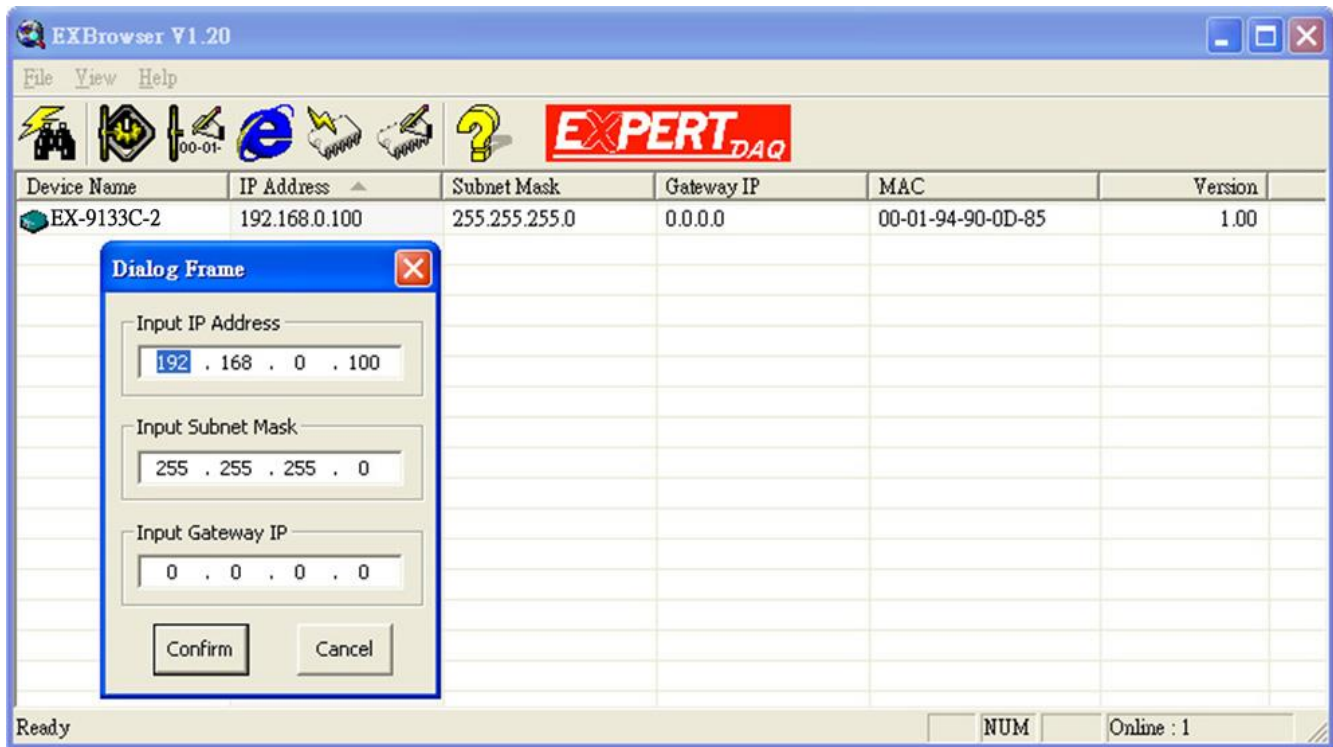 EXBrowser V1.20
File View Help
00-01-
EXPERT DAQ
Device Name IP Address Subnet Mask Gateway IP MAC Version
EX-9133C-2 192.168.0.100 255.255.255.0 0.0.0.0 00-01-94-90-0D-85 1.00
Dialog Frame
Input IP Address
192 . 168 . 0 . 100
Input Subnet Mask
255 . 255 . 255 . 0
Input Gateway IP
0 . 0 . 0 . 0
Confirm Cancel
Ready NUM Online : 1